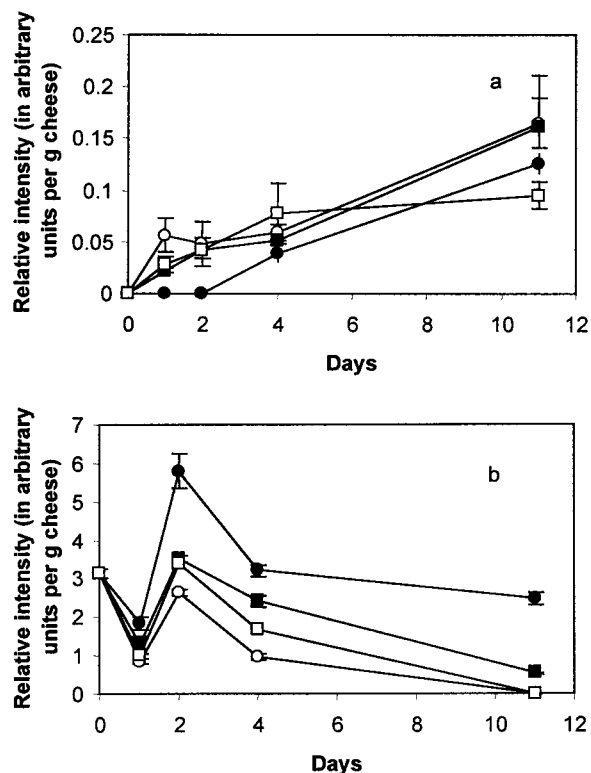 Relative intensity (in arbitrary
units per g cheese)
0.25
0.2
0.15
0.1
0.05
0
a
0 2 4 6 8 10 12
Days
Relative intensity (in arbitrary
units per g cheese)
7
6
5
4
3
2
1
0
b
0 2 4 6 8 10 12
Days